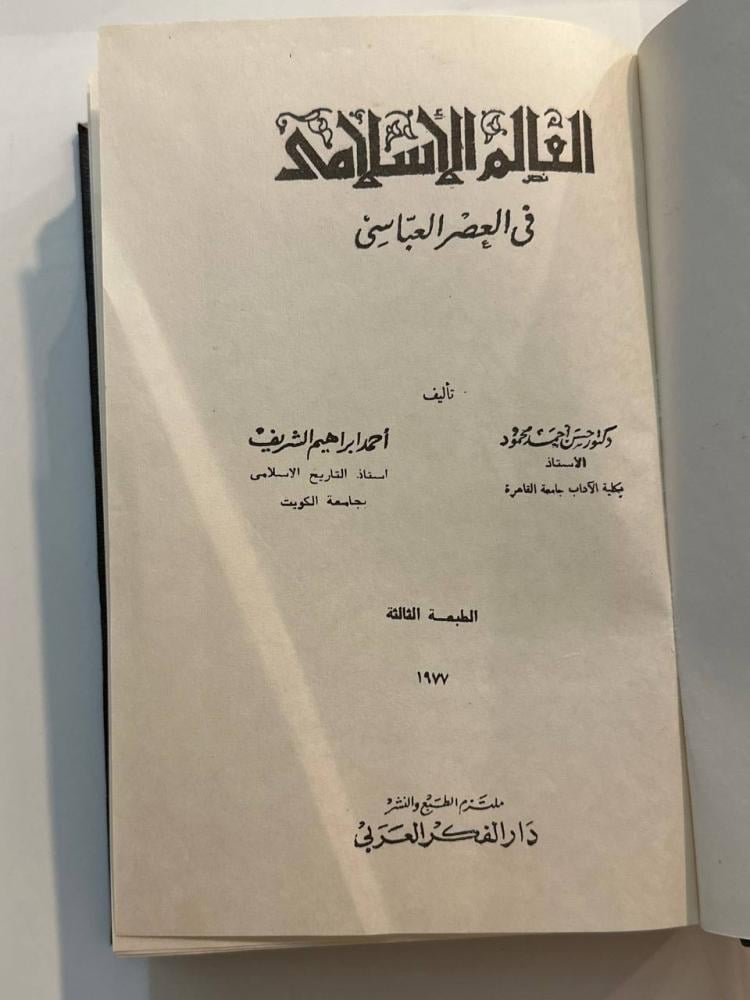 العالم الإسلامى
فى العصر العباسى
تأليف
دكتور حسن أحمد محمود
الأستاذ
بكلية الآداب جامعة القاهرة
أحمد ابراهيم الشريف
استاذ التاريخ الاسلامى
بجامعة الكويت
الطبعة الثالثة
١٩٧٧
ملتزم الطبع والنشر
دار الفكر العربي